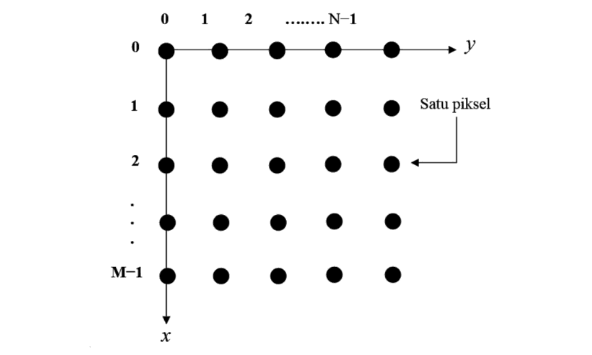 0 1 2 ........ N−1
0 y
1 Satu piksel
2
.
.
.
M−1
x